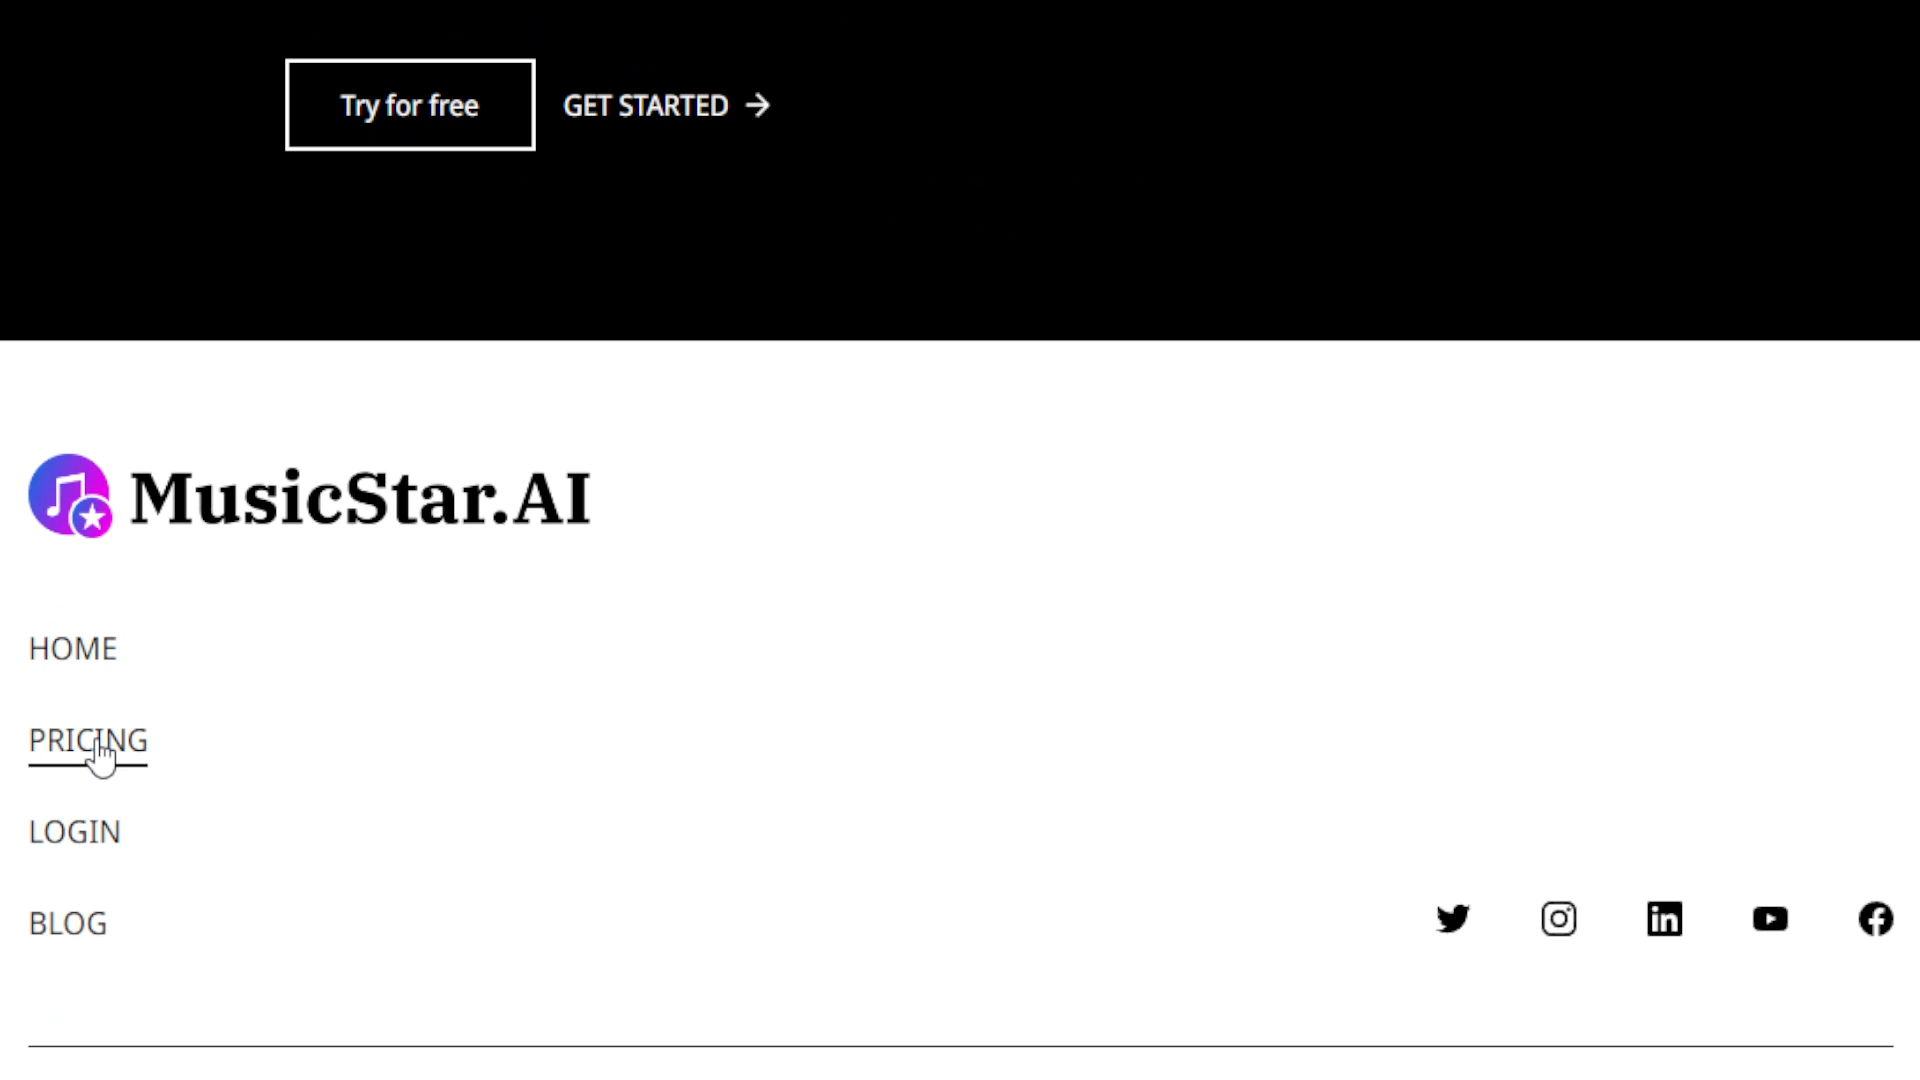 Try for free
GET STARTED
MusicStar.AI
HOME
PRICING
LOGIN
BLOG